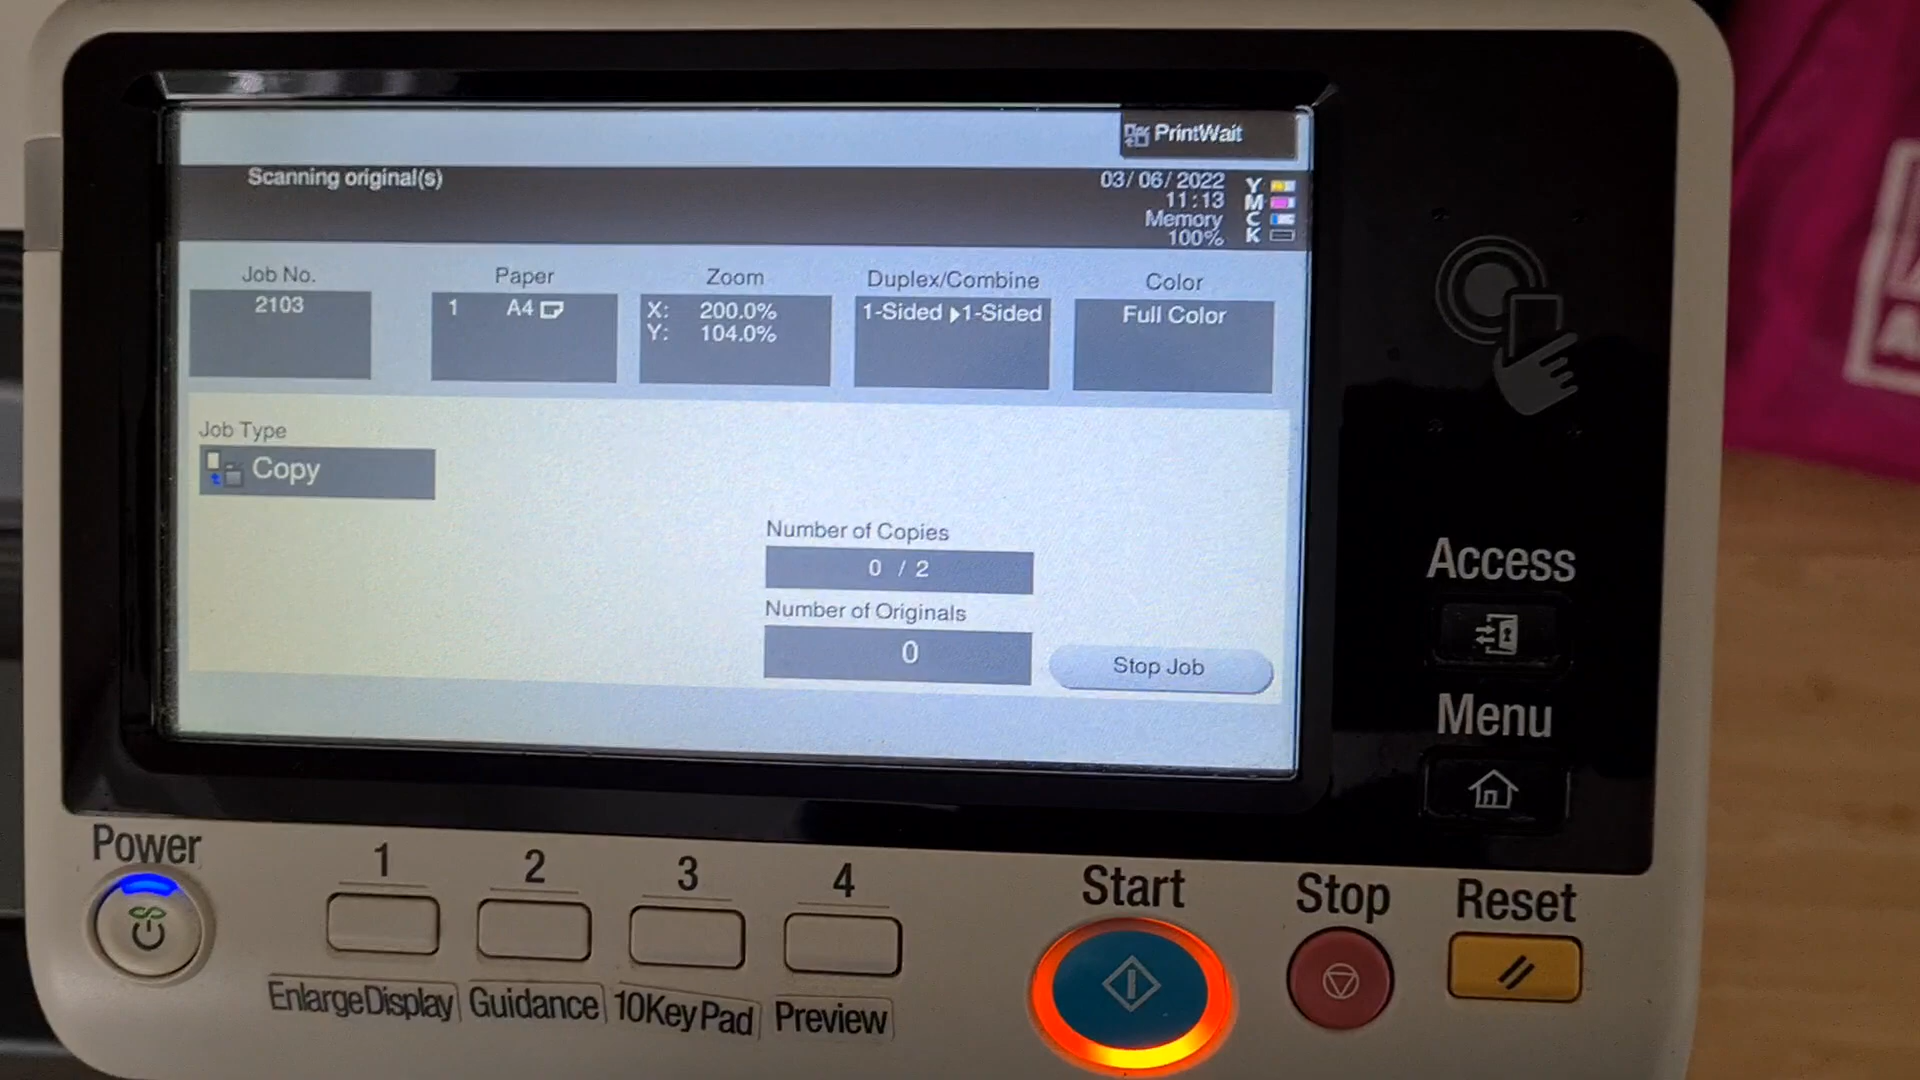 PrintWait
Scanning original(s)
03/06/2022
11:13
Memory
100%
Y
M
C
K
Job No.
2103
Paper
1 A4
Zoom
X: 200.0%
Y: 104.0%
Duplex/Combine
1-Sided ▶1-Sided
Color
Full Color
Job Type
Copy
Number of Copies
0 / 2
Number of Originals
0
Stop Job
Access
Menu
Power
1
2
3
4
Start
Stop
Reset
Enlarge Display
Guidance
10Key Pad
Preview